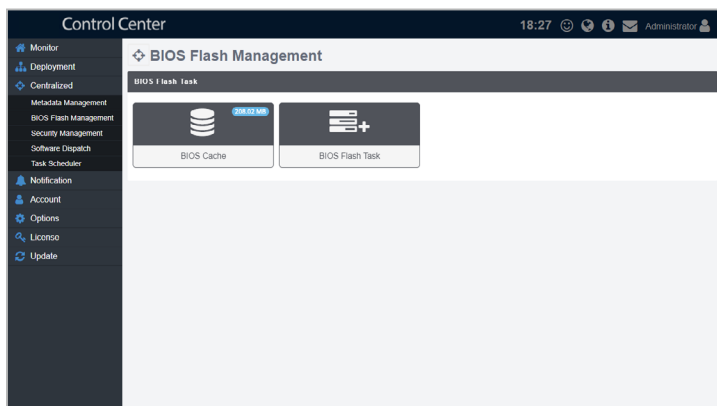 Control Center
18:27 Administrator
Monitor
Deployment
Centralized
Metadata Management
BIOS Flash Management
Security Management
Software Dispatch
Task Scheduler
Notification
Account
Options
License
Update
BIOS Flash Management
BIOS Flash Task
208.02 MB
BIOS Cache
BIOS Flash Task